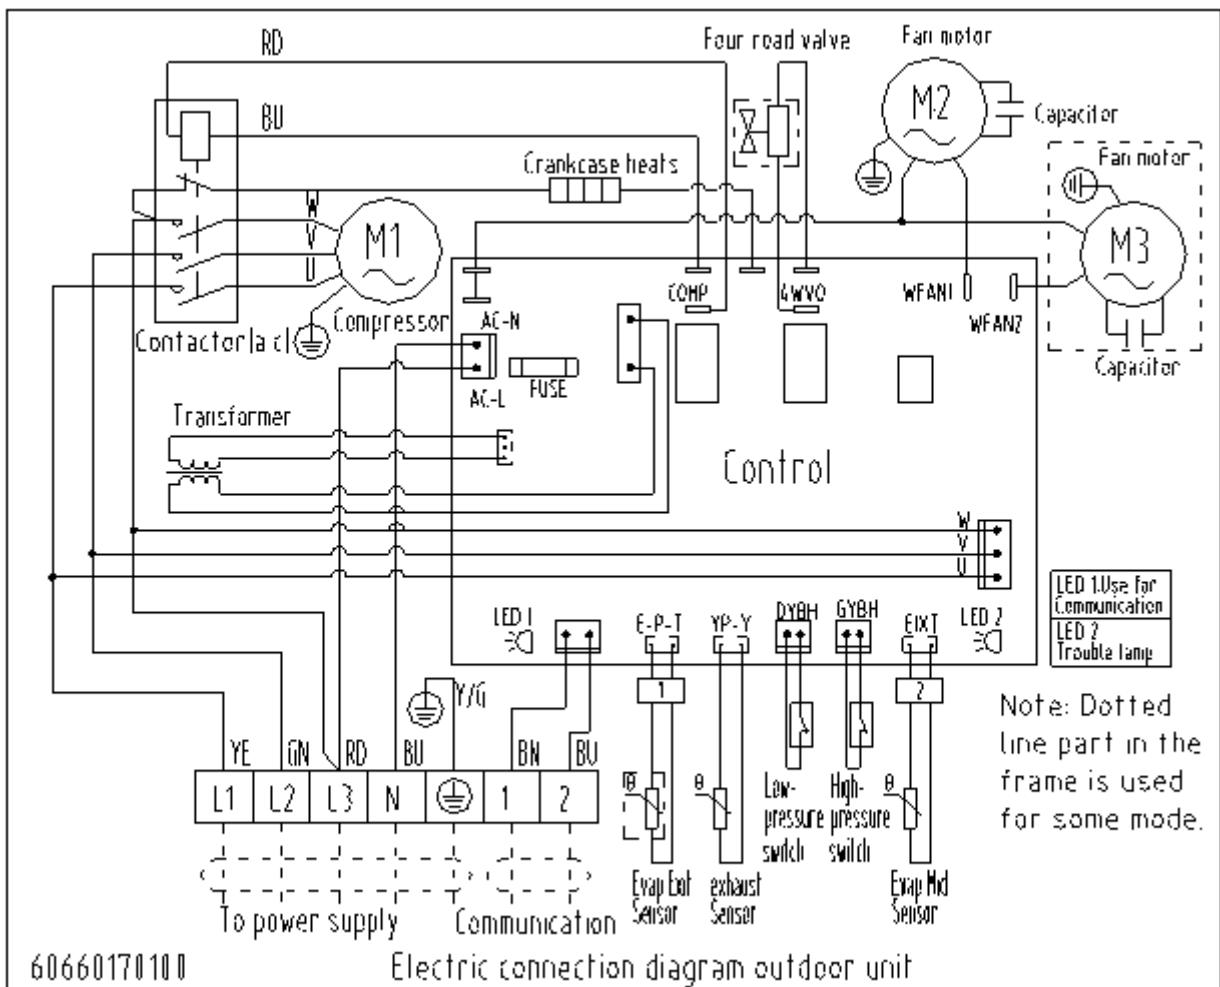 RD
Four road valve
Fan motor
M2
Capacitor
BU
Crankcase heats
Fan motor
W
V
U
M1
M3
COMP
4WVO
WFAN1
WFAN2
Contactor(a c)
Compressor
AC-N
Capacitor
FUSE
AC-L
Transformer
Control
W
V
U
LED 1
E-P-T
YP-Y
DYBH
GYBH
EIXT
LED 2
LED 1.Use for
Communication
LED 2
Trouble lamp
1
2
Y/G
Note: Dotted
line part in the
frame is used
for some mode.
YE
GN
RD
BU
BN
BU
L1
L2
L3
N
1
2
θ
θ
θ
Low-
pressure
switch
High-
pressure
switch
Evap Exit
Sensor
exhaust
Sensor
Evap Mid
Sensor
To power supply
Communication
60660170100
Electric connection diagram outdoor unit